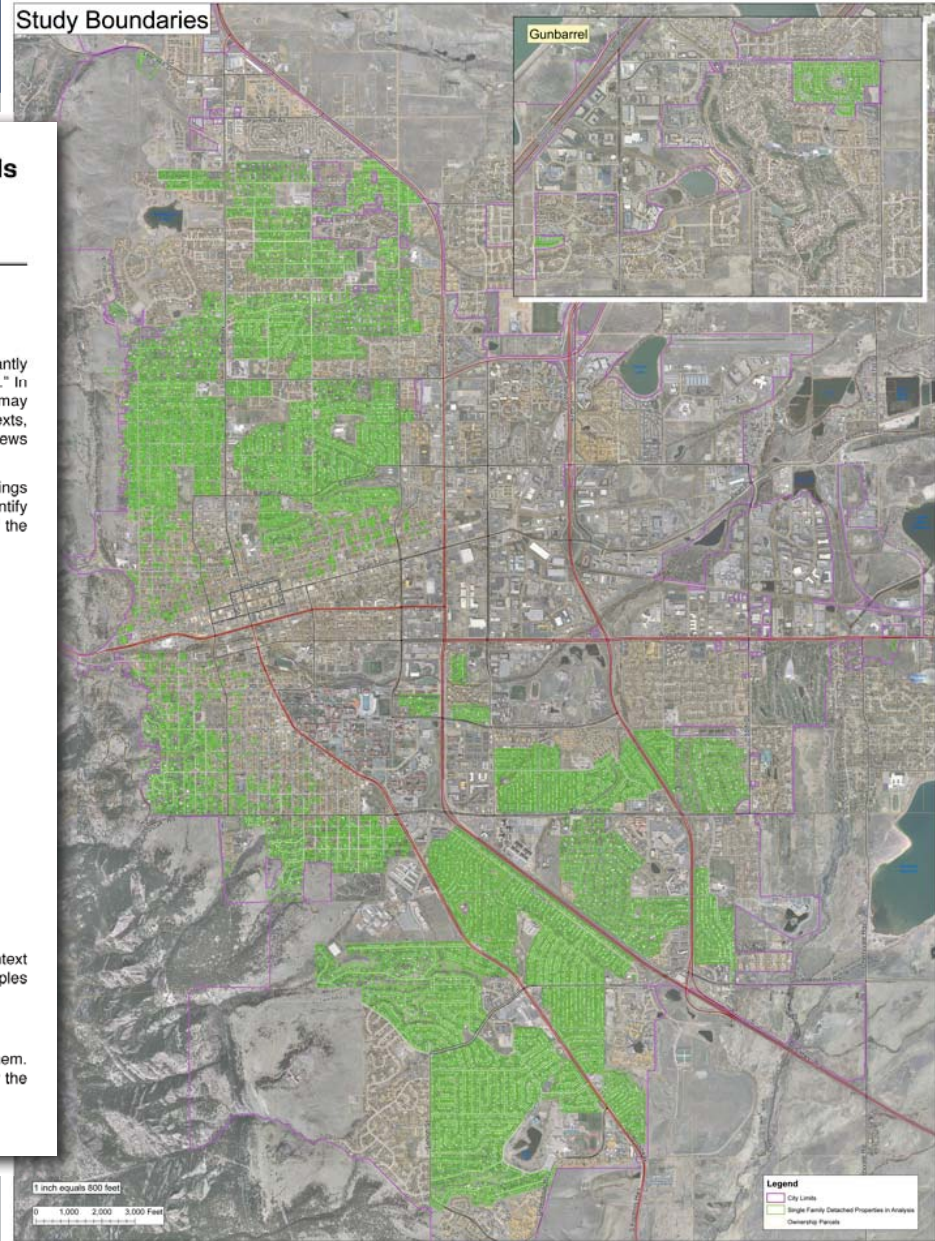 Study Boundaries
Gunbarrel
ls
antly
." In
may
exts,
ews
ings
ntify
the
ntext
ples
em.
the
1 inch equals 800 feet
0 1,000 2,000 3,000 Feet
Legend
City Limits
Single Family Detached Properties in Analysis
Ownership Parcels